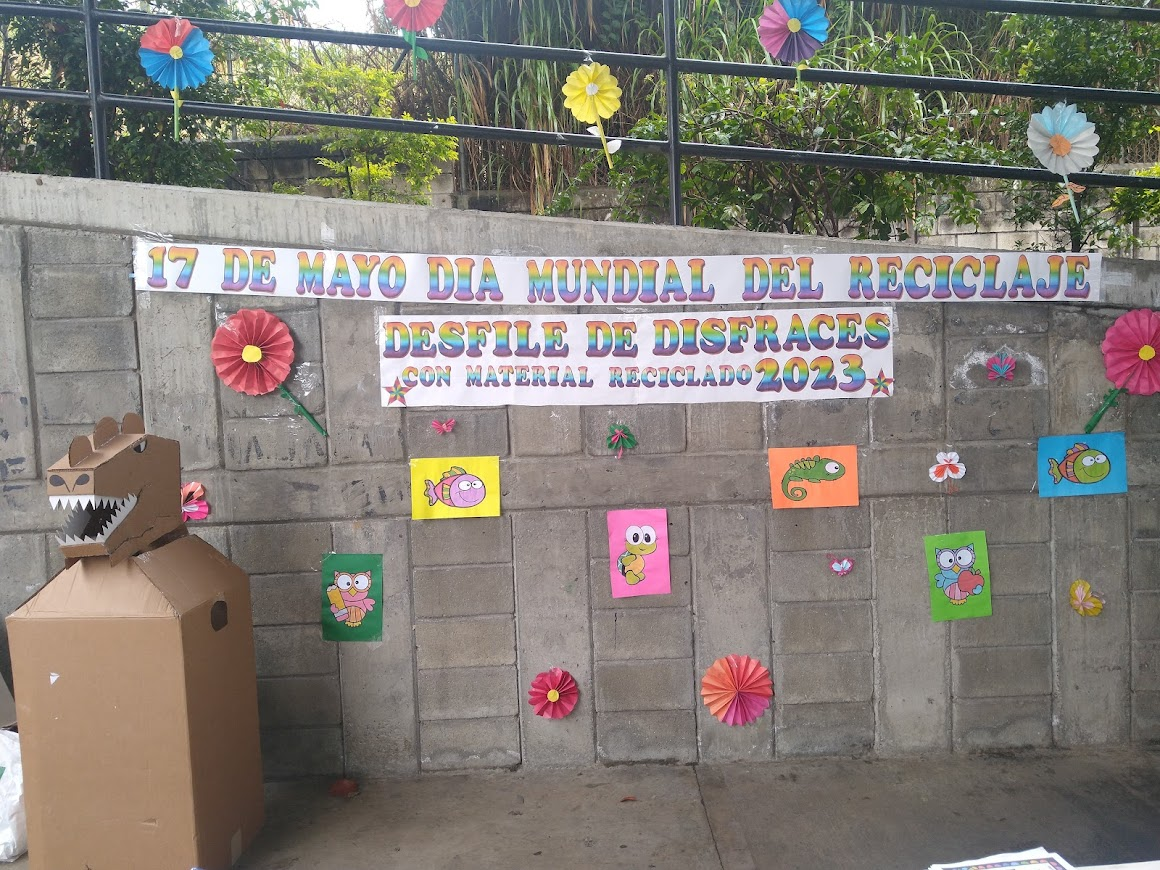 17 DE MAYO DIA MUNDIAL DEL RECICLAJE
DESFILE DE DISFRACES
CON MATERIAL RECICLADO 2023